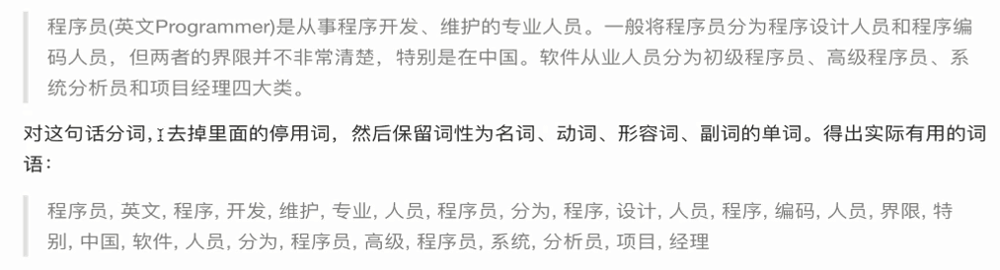 程序员(英文Programmer)是从事程序开发、维护的专业人员。一般将程序员分为程序设计人员和程序编
码人员，但两者的界限并不非常清楚，特别是在中国。软件从业人员分为初级程序员、高级程序员、系
统分析员和项目经理四大类。
对这句话分词，去掉里面的停用词，然后保留词性为名词、动词、形容词、副词的单词。得出实际有用的词
语：
程序员, 英文, 程序, 开发, 维护, 专业, 人员, 程序员, 分为, 程序, 设计, 人员, 程序, 编码, 人员, 界限, 特
别, 中国, 软件, 人员, 分为, 程序员, 高级, 程序员, 系统, 分析员, 项目, 经理